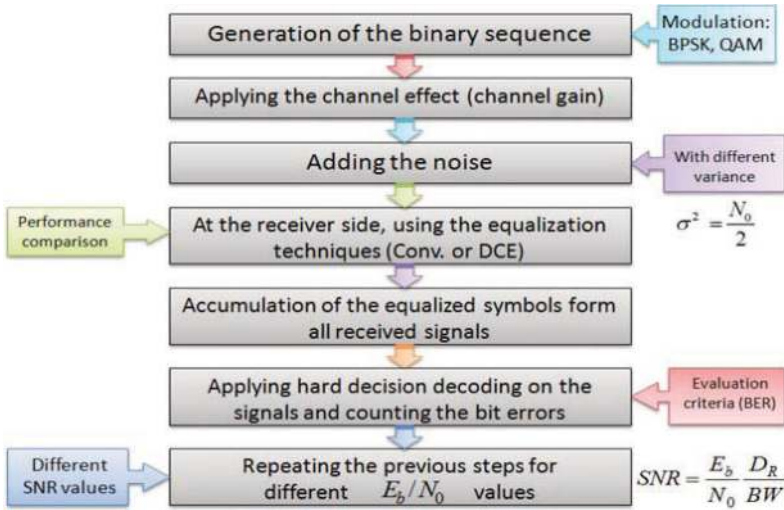 Generation of the binary sequence
Modulation:
BPSK, QAM
Applying the channel effect (channel gain)
Adding the noise
With different
variance
σ² = N₀/2
Performance
comparison
At the receiver side, using the equalization
techniques (Conv. or DCE)
Accumulation of the equalized symbols form
all received signals
Applying hard decision decoding on the
signals and counting the bit errors
Evaluation
criteria (BER)
Different
SNR values
Repeating the previous steps for
different E_b/N₀ values
SNR = E_b/N₀ D_R/BW